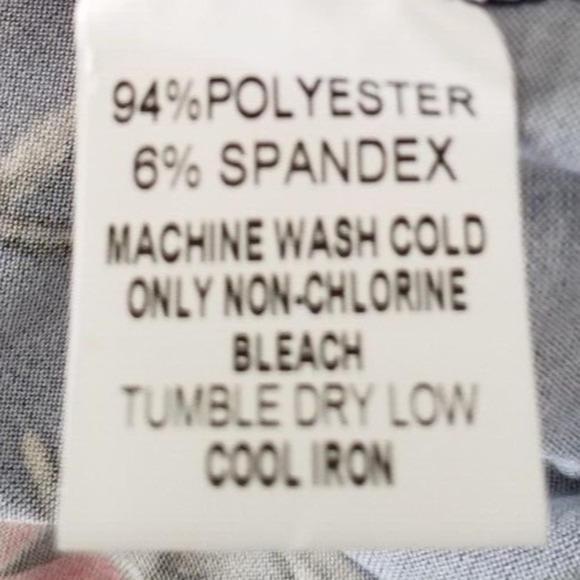 94%POLYESTER
6% SPANDEX
MACHINE WASH COLD
ONLY NON-CHLORINE
BLEACH
TUMBLE DRY LOW
COOL IRON